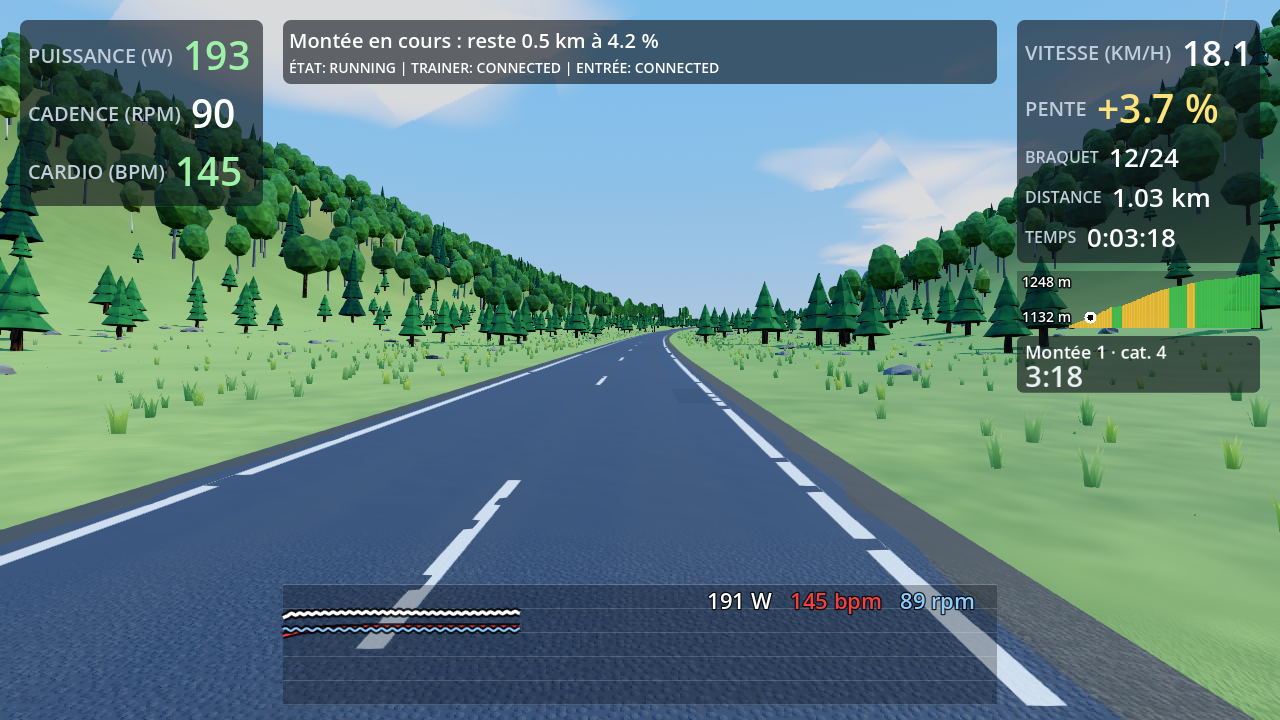 PUISSANCE (W) 193
CADENCE (RPM) 90
CARDIO (BPM) 145
Montée en cours : reste 0.5 km à 4.2 %
ÉTAT: RUNNING | TRAINER: CONNECTED | ENTRÉE: CONNECTED
VITESSE (KM/H) 18.1
PENTE +3.7 %
BRAQUET 12/24
DISTANCE 1.03 km
TEMPS 0:03:18
1248 m
1132 m
Montée 1 · cat. 4
3:18
191 W 145 bpm 89 rpm